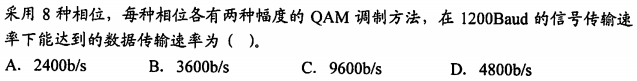 采用 8 种相位，每种相位各有两种幅度的 QAM 调制方法，在 1200Baud 的信号传输速
率下能达到的数据传输速率为（ ）。
A. 2400b/s B. 3600b/s C. 9600b/s D. 4800b/s